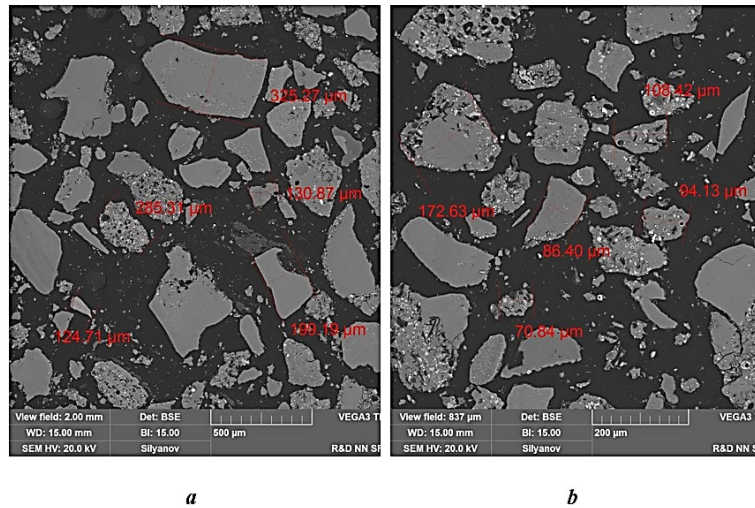 325.27 µm
130.87 µm
285.31 µm
124.71 µm
199.19 µm
View field: 2.00 mm Det: BSE VEGA3 T
WD: 15.00 mm BI: 15.00 500 µm
SEM HV: 20.0 kV Silyanov R&D NN S
a
108.42 µm
94.13 µm
172.63 µm
86.40 µm
70.84 µm
View field: 837 µm Det: BSE VEGA3
WD: 15.00 mm BI: 15.00 200 µm
SEM HV: 20.0 kV Silyanov R&D NN S
b